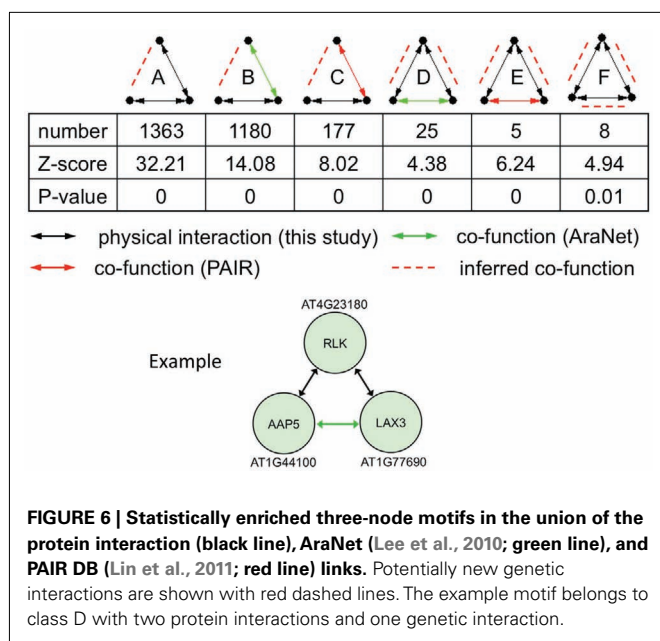 A B C D E F
number 1363 1180 177 25 5 8
Z-score 32.21 14.08 8.02 4.38 6.24 4.94
P-value 0 0 0 0 0 0.01
physical interaction (this study) co-function (AraNet)
co-function (PAIR) inferred co-function
AT4G23180
Example
RLK
AAP5 LAX3
AT1G44100 AT1G77690
FIGURE 6 | Statistically enriched three-node motifs in the union of the
protein interaction (black line), AraNet (Lee et al., 2010; green line), and
PAIR DB (Lin et al., 2011; red line) links. Potentially new genetic
interactions are shown with red dashed lines. The example motif belongs to
class D with two protein interactions and one genetic interaction.